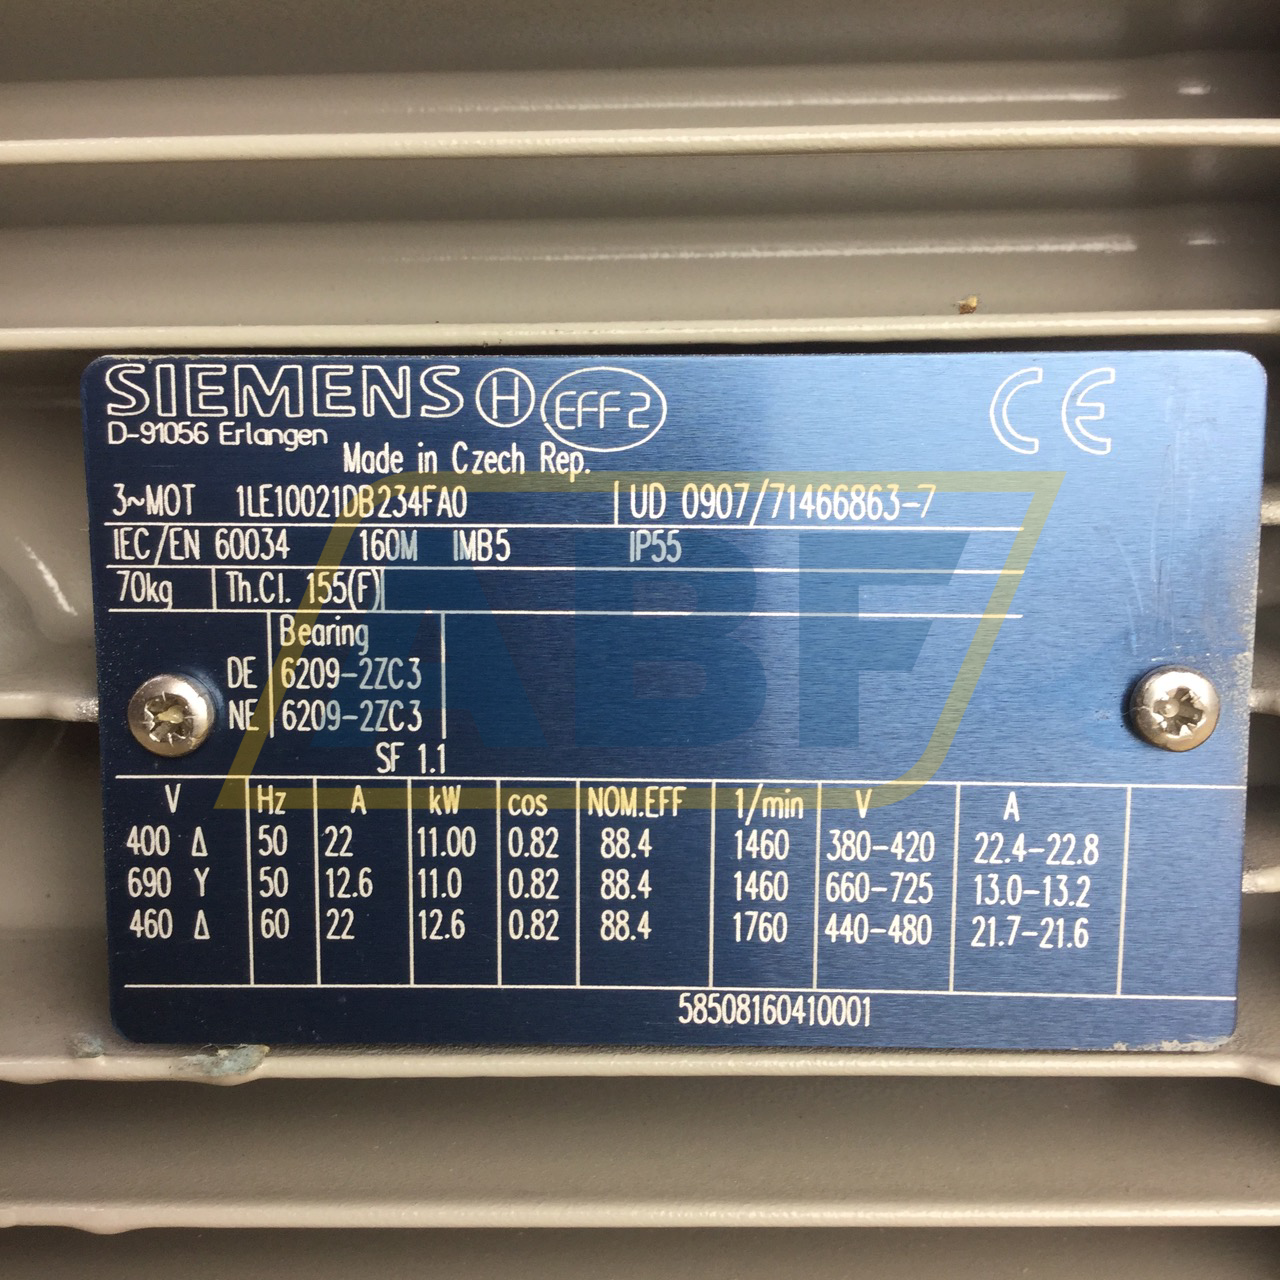 SIEMENS H EFF2 CE
D-91056 Erlangen
Made in Czech Rep.
3~MOT 1LE10021DB234FA0 UD 0907/71466863-7
IEC/EN 60034 160M IMB5 IP55
70kg Th.Cl. 155(F)
Bearing
DE 6209-2ZC3
NE 6209-2ZC3
SF 1.1
V Hz A kW cos NOM.EFF 1/min V A
400 Δ 50 22 11.00 0.82 88.4 1460 380-420 22.4-22.8
690 Y 50 12.6 11.0 0.82 88.4 1460 660-725 13.0-13.2
460 Δ 60 22 12.6 0.82 88.4 1760 440-480 21.7-21.6
58508160410001
ABF